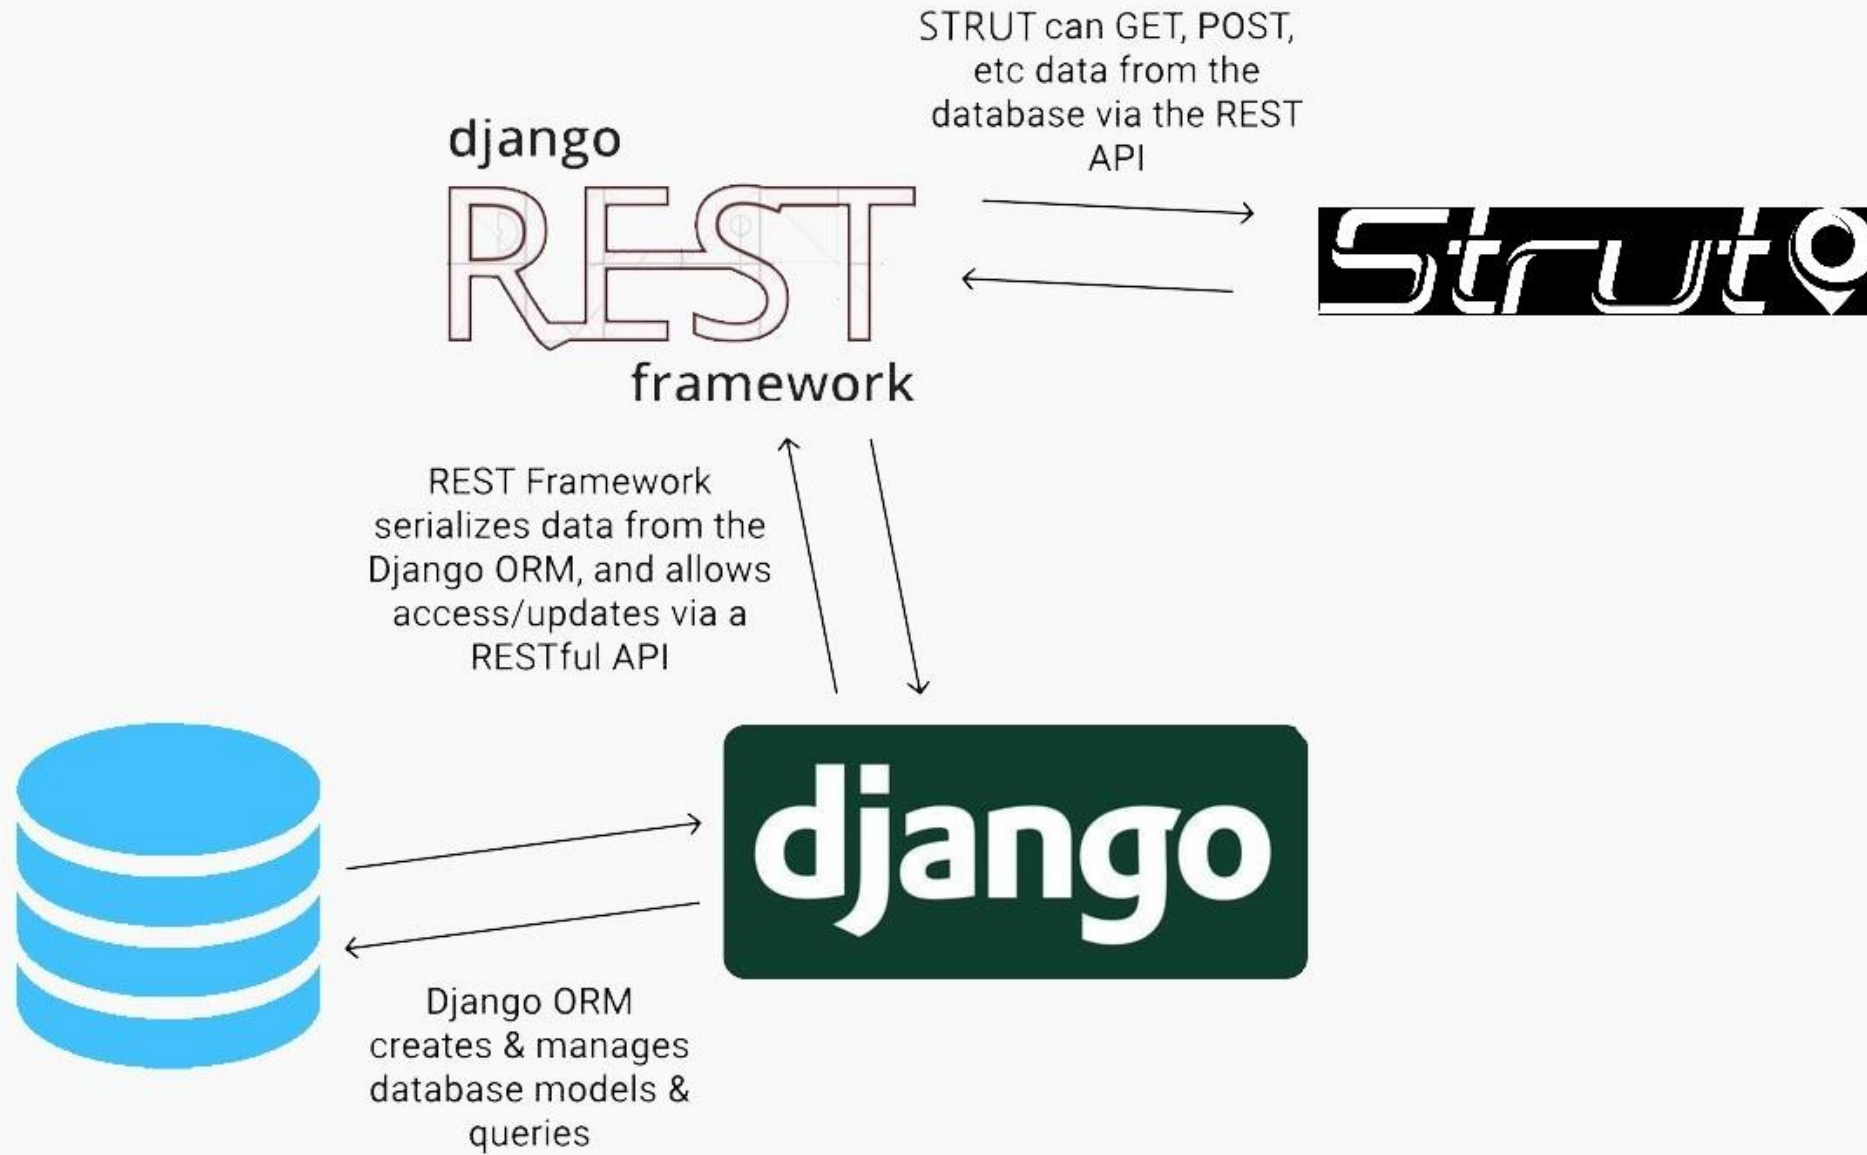 STRUT can GET, POST,
etc data from the
database via the REST
API
django
REST
framework
Strut
REST Framework
serializes data from the
Django ORM, and allows
access/updates via a
RESTful API
django
Django ORM
creates & manages
database models &
queries